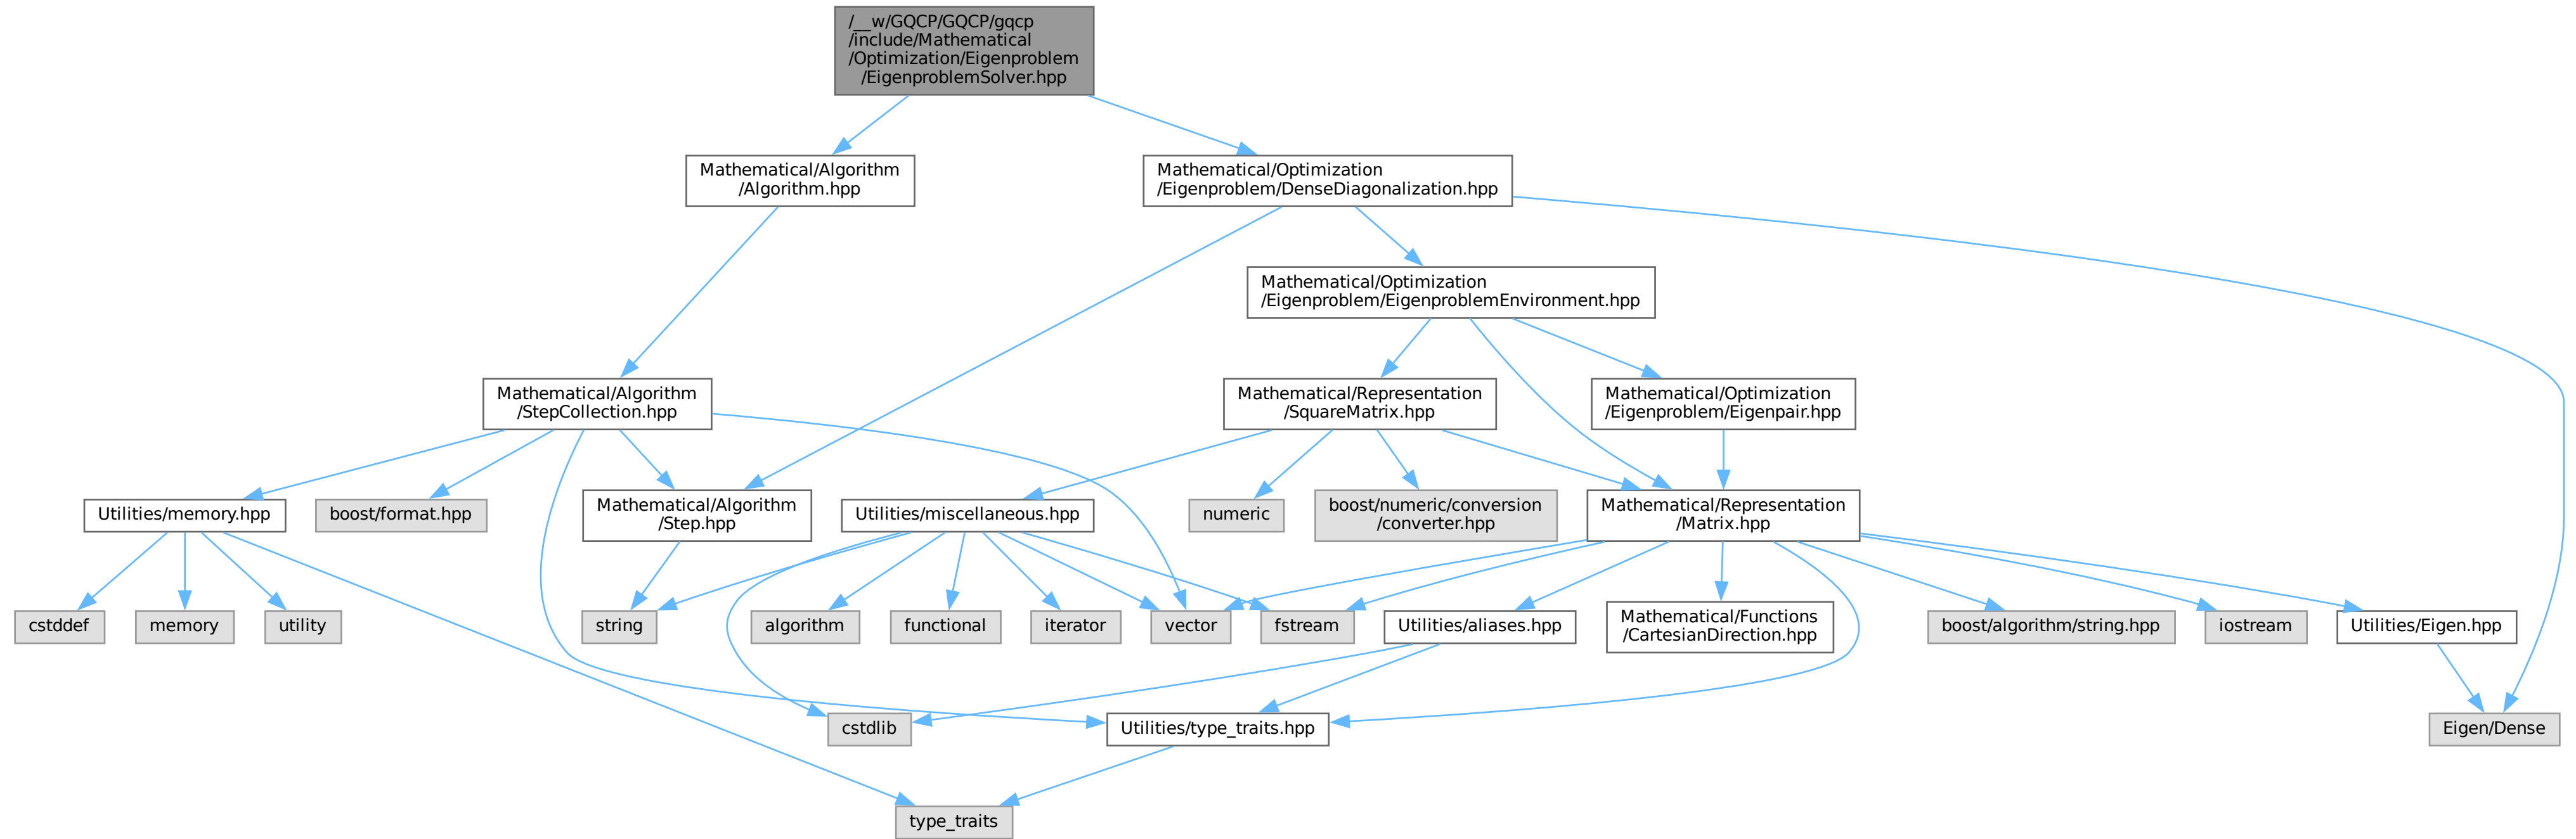 /__w/GQCP/GQCP/gqcp
/include/Mathematical
/Optimization/Eigenproblem
/EigenproblemSolver.hpp
Mathematical/Algorithm
/Algorithm.hpp
Mathematical/Optimization
/Eigenproblem/DenseDiagonalization.hpp
Mathematical/Optimization
/Eigenproblem/EigenproblemEnvironment.hpp
Mathematical/Algorithm
/StepCollection.hpp
Mathematical/Representation
/SquareMatrix.hpp
Mathematical/Optimization
/Eigenproblem/Eigenpair.hpp
Utilities/memory.hpp
boost/format.hpp
Mathematical/Algorithm
/Step.hpp
Utilities/miscellaneous.hpp
numeric
boost/numeric/conversion
/converter.hpp
Mathematical/Representation
/Matrix.hpp
cstddef
memory
utility
string
algorithm
functional
iterator
vector
fstream
Utilities/aliases.hpp
Mathematical/Functions
/CartesianDirection.hpp
boost/algorithm/string.hpp
iostream
Utilities/Eigen.hpp
cstdlib
Utilities/type_traits.hpp
Eigen/Dense
type_traits